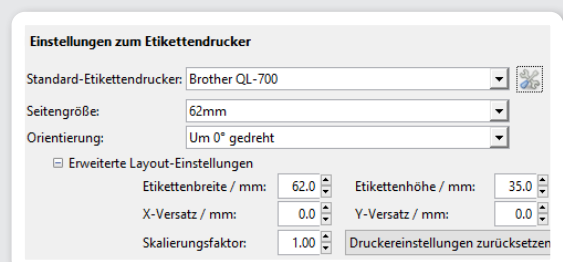 Einstellungen zum Etikettendrucker
Standard-Etikettendrucker: Brother QL-700
Seitengröße: 62mm
Orientierung: Um 0° gedreht
Erweiterte Layout-Einstellungen
Etikettenbreite / mm: 62.0 Etikettenhöhe / mm: 35.0
X-Versatz / mm: 0.0 Y-Versatz / mm: 0.0
Skalierungsfaktor: 1.00 Druckereinstellungen zurücksetzen